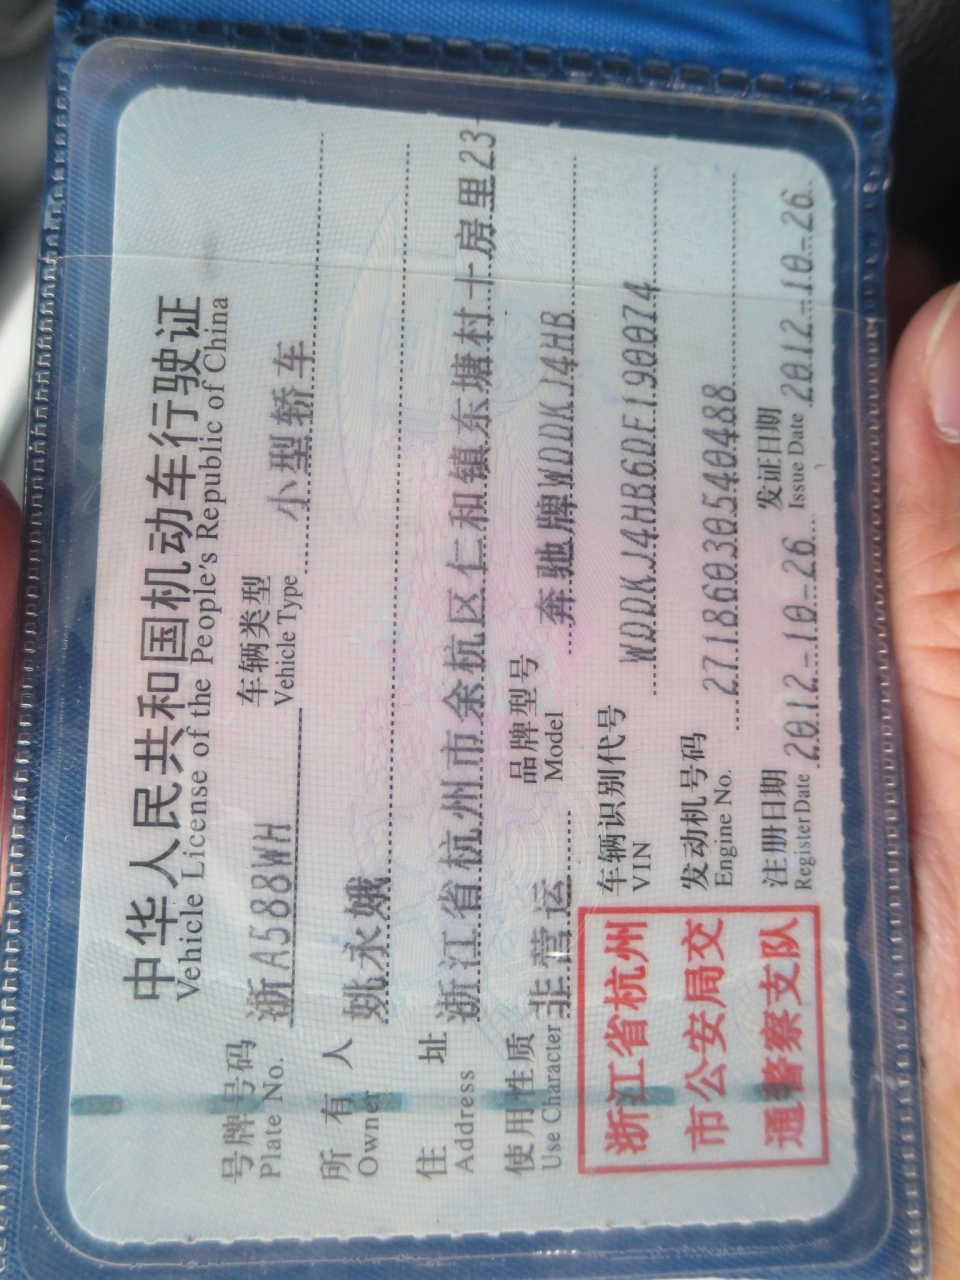 中华人民共和国机动车行驶证
Vehicle License of the People's Republic of China
号牌号码 浙A588WH 车辆类型 小型轿车
Plate No. Vehicle Type
所有人 姚永娥
Owner
住址 浙江省杭州市余杭区仁和镇东塘村十房里23
Address
使用性质 非营运 品牌型号 奔驰牌WDDKJ4HB
Use Character Model
浙江省杭州
市公安局交
通警察支队
车辆识别代号 WDDKJ4HB6DF190074
VIN
发动机号码 27186030540488
Engine No.
注册日期 2012-10-26 发证日期 2012-10-26
Register Date Issue Date